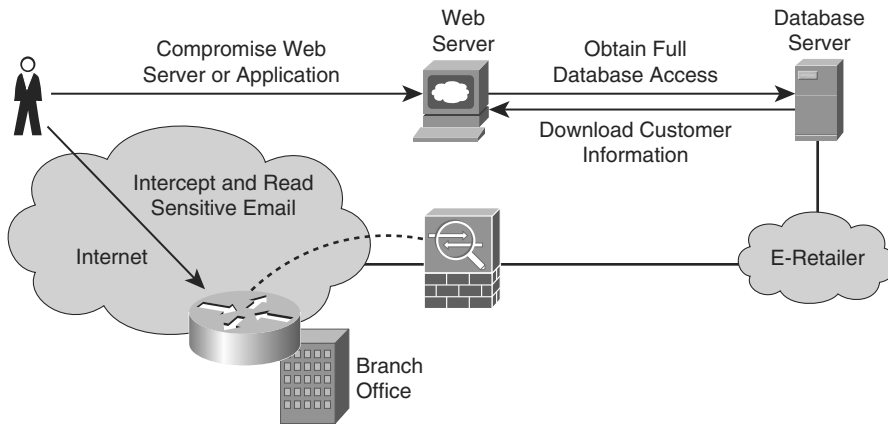 Compromise Web
Server or Application
Web
Server
Obtain Full
Database Access
Database
Server
Download Customer
Information
Intercept and Read
Sensitive Email
Internet
E-Retailer
Branch
Office